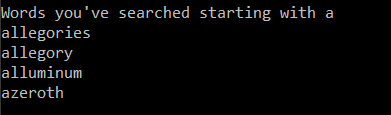 Words you've searched starting with a
allegories
allegory
alluminum
azeroth